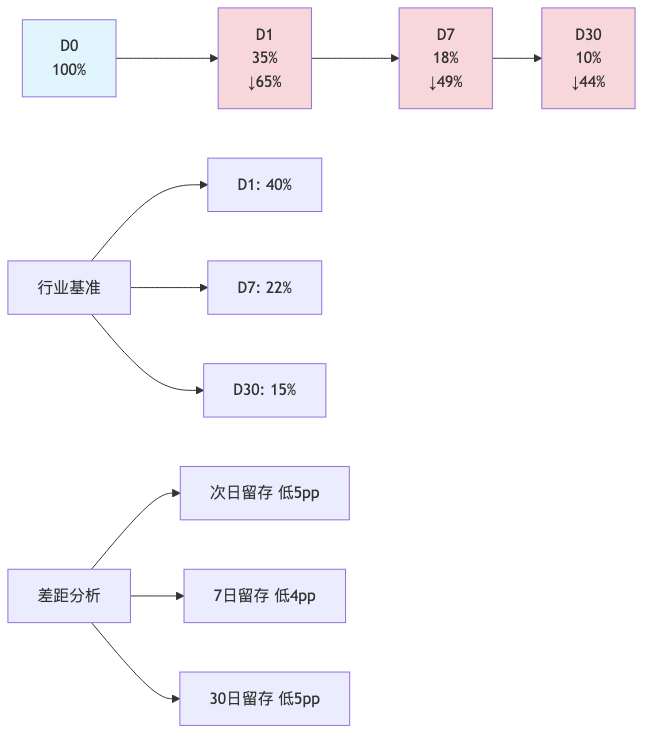 D0
100%
D1
35%
↓65%
D7
18%
↓49%
D30
10%
↓44%
D1: 40%
行业基准
D7: 22%
D30: 15%
次日留存 低5pp
差距分析
7日留存 低4pp
30日留存 低5pp